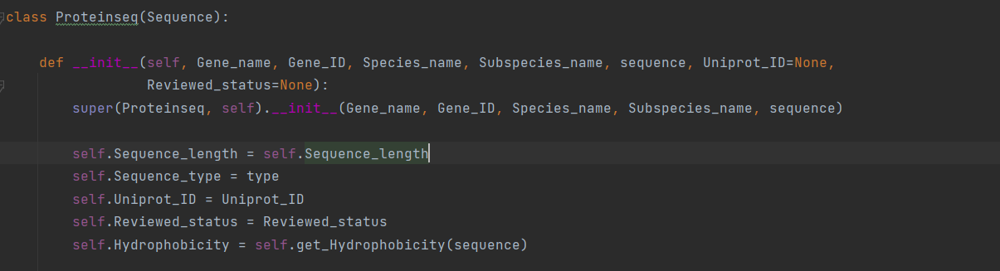 class Proteinseq(Sequence):
def __init__(self, Gene_name, Gene_ID, Species_name, Subspecies_name, sequence, Uniprot_ID=None,
Reviewed_status=None):
super(Proteinseq, self).__init__(Gene_name, Gene_ID, Species_name, Subspecies_name, sequence)
self.Sequence_length = self.Sequence_length
self.Sequence_type = type
self.Uniprot_ID = Uniprot_ID
self.Reviewed_status = Reviewed_status
self.Hydrophobicity = self.get_Hydrophobicity(sequence)